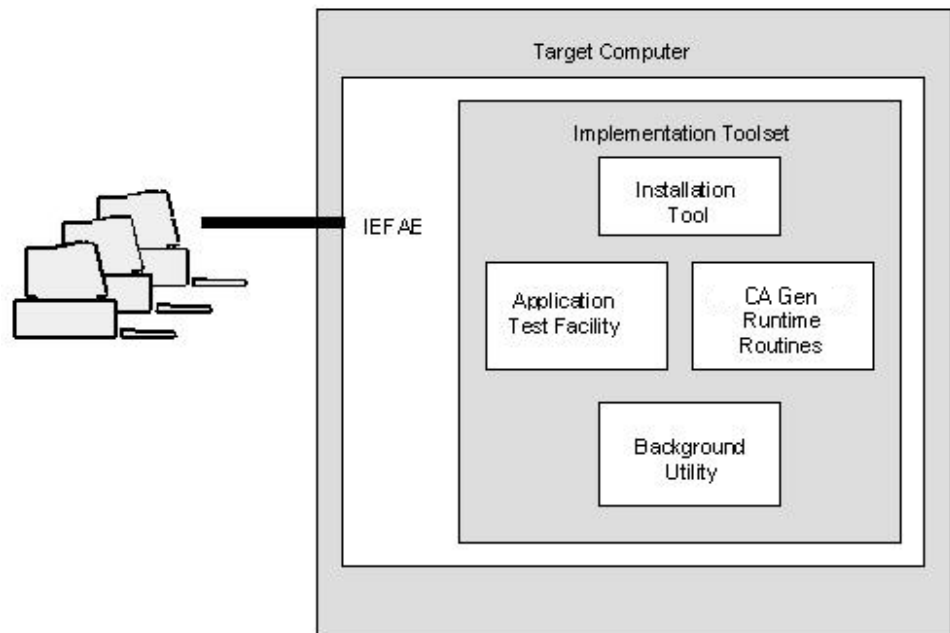 Target Computer
Implementation Toolset
Installation
Tool
IEFAE
Application
Test Facility
CA Gen
Runtime
Routines
Background
Utility